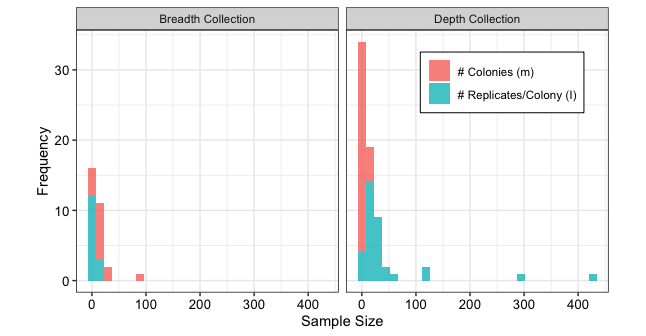 Breadth Collection
Depth Collection
# Colonies (m)
# Replicates/Colony (l)
Frequency
30
20
10
0
0 100 200 300 400
0 100 200 300 400
Sample Size